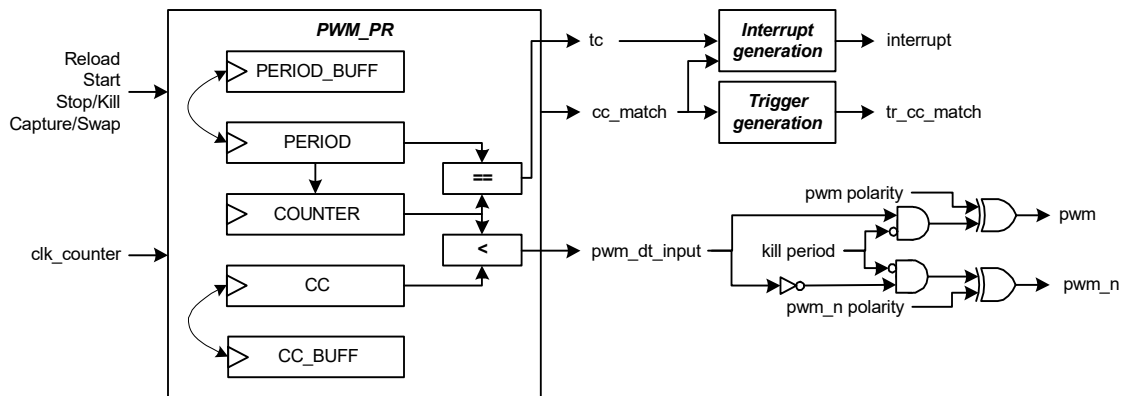 PWM_PR
Reload
Start
Stop/Kill
Capture/Swap
clk_counter
PERIOD_BUFF
PERIOD
COUNTER
CC
CC_BUFF
==
<
tc
cc_match
Interrupt
generation
interrupt
Trigger
generation
tr_cc_match
pwm_dt_input
pwm polarity
kill period
pwm_n polarity
pwm
pwm_n